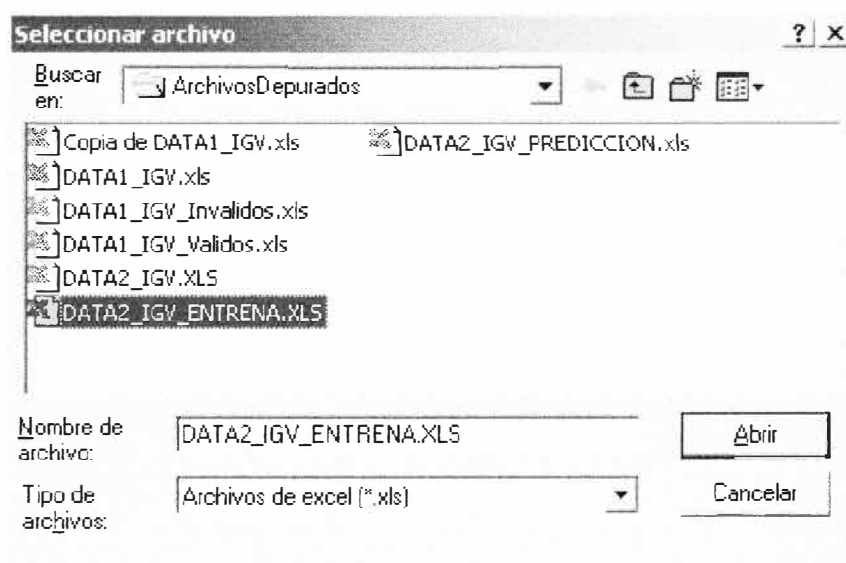 Seleccionar archivo
Buscar en:
ArchivosDepurados
Copia de DATA1_IGV.xls
DATA1_IGV.xls
DATA1_IGV_Invalidos.xls
DATA1_IGV_Validos.xls
DATA2_IGV.XLS
DATA2_IGV_ENTRENA.XLS
DATA2_IGV_PREDICCION.xls
Nombre de archivo:
DATA2_IGV_ENTRENA.XLS
Abrir
Tipo de archivos:
Archivos de excel (*.xls)
Cancelar